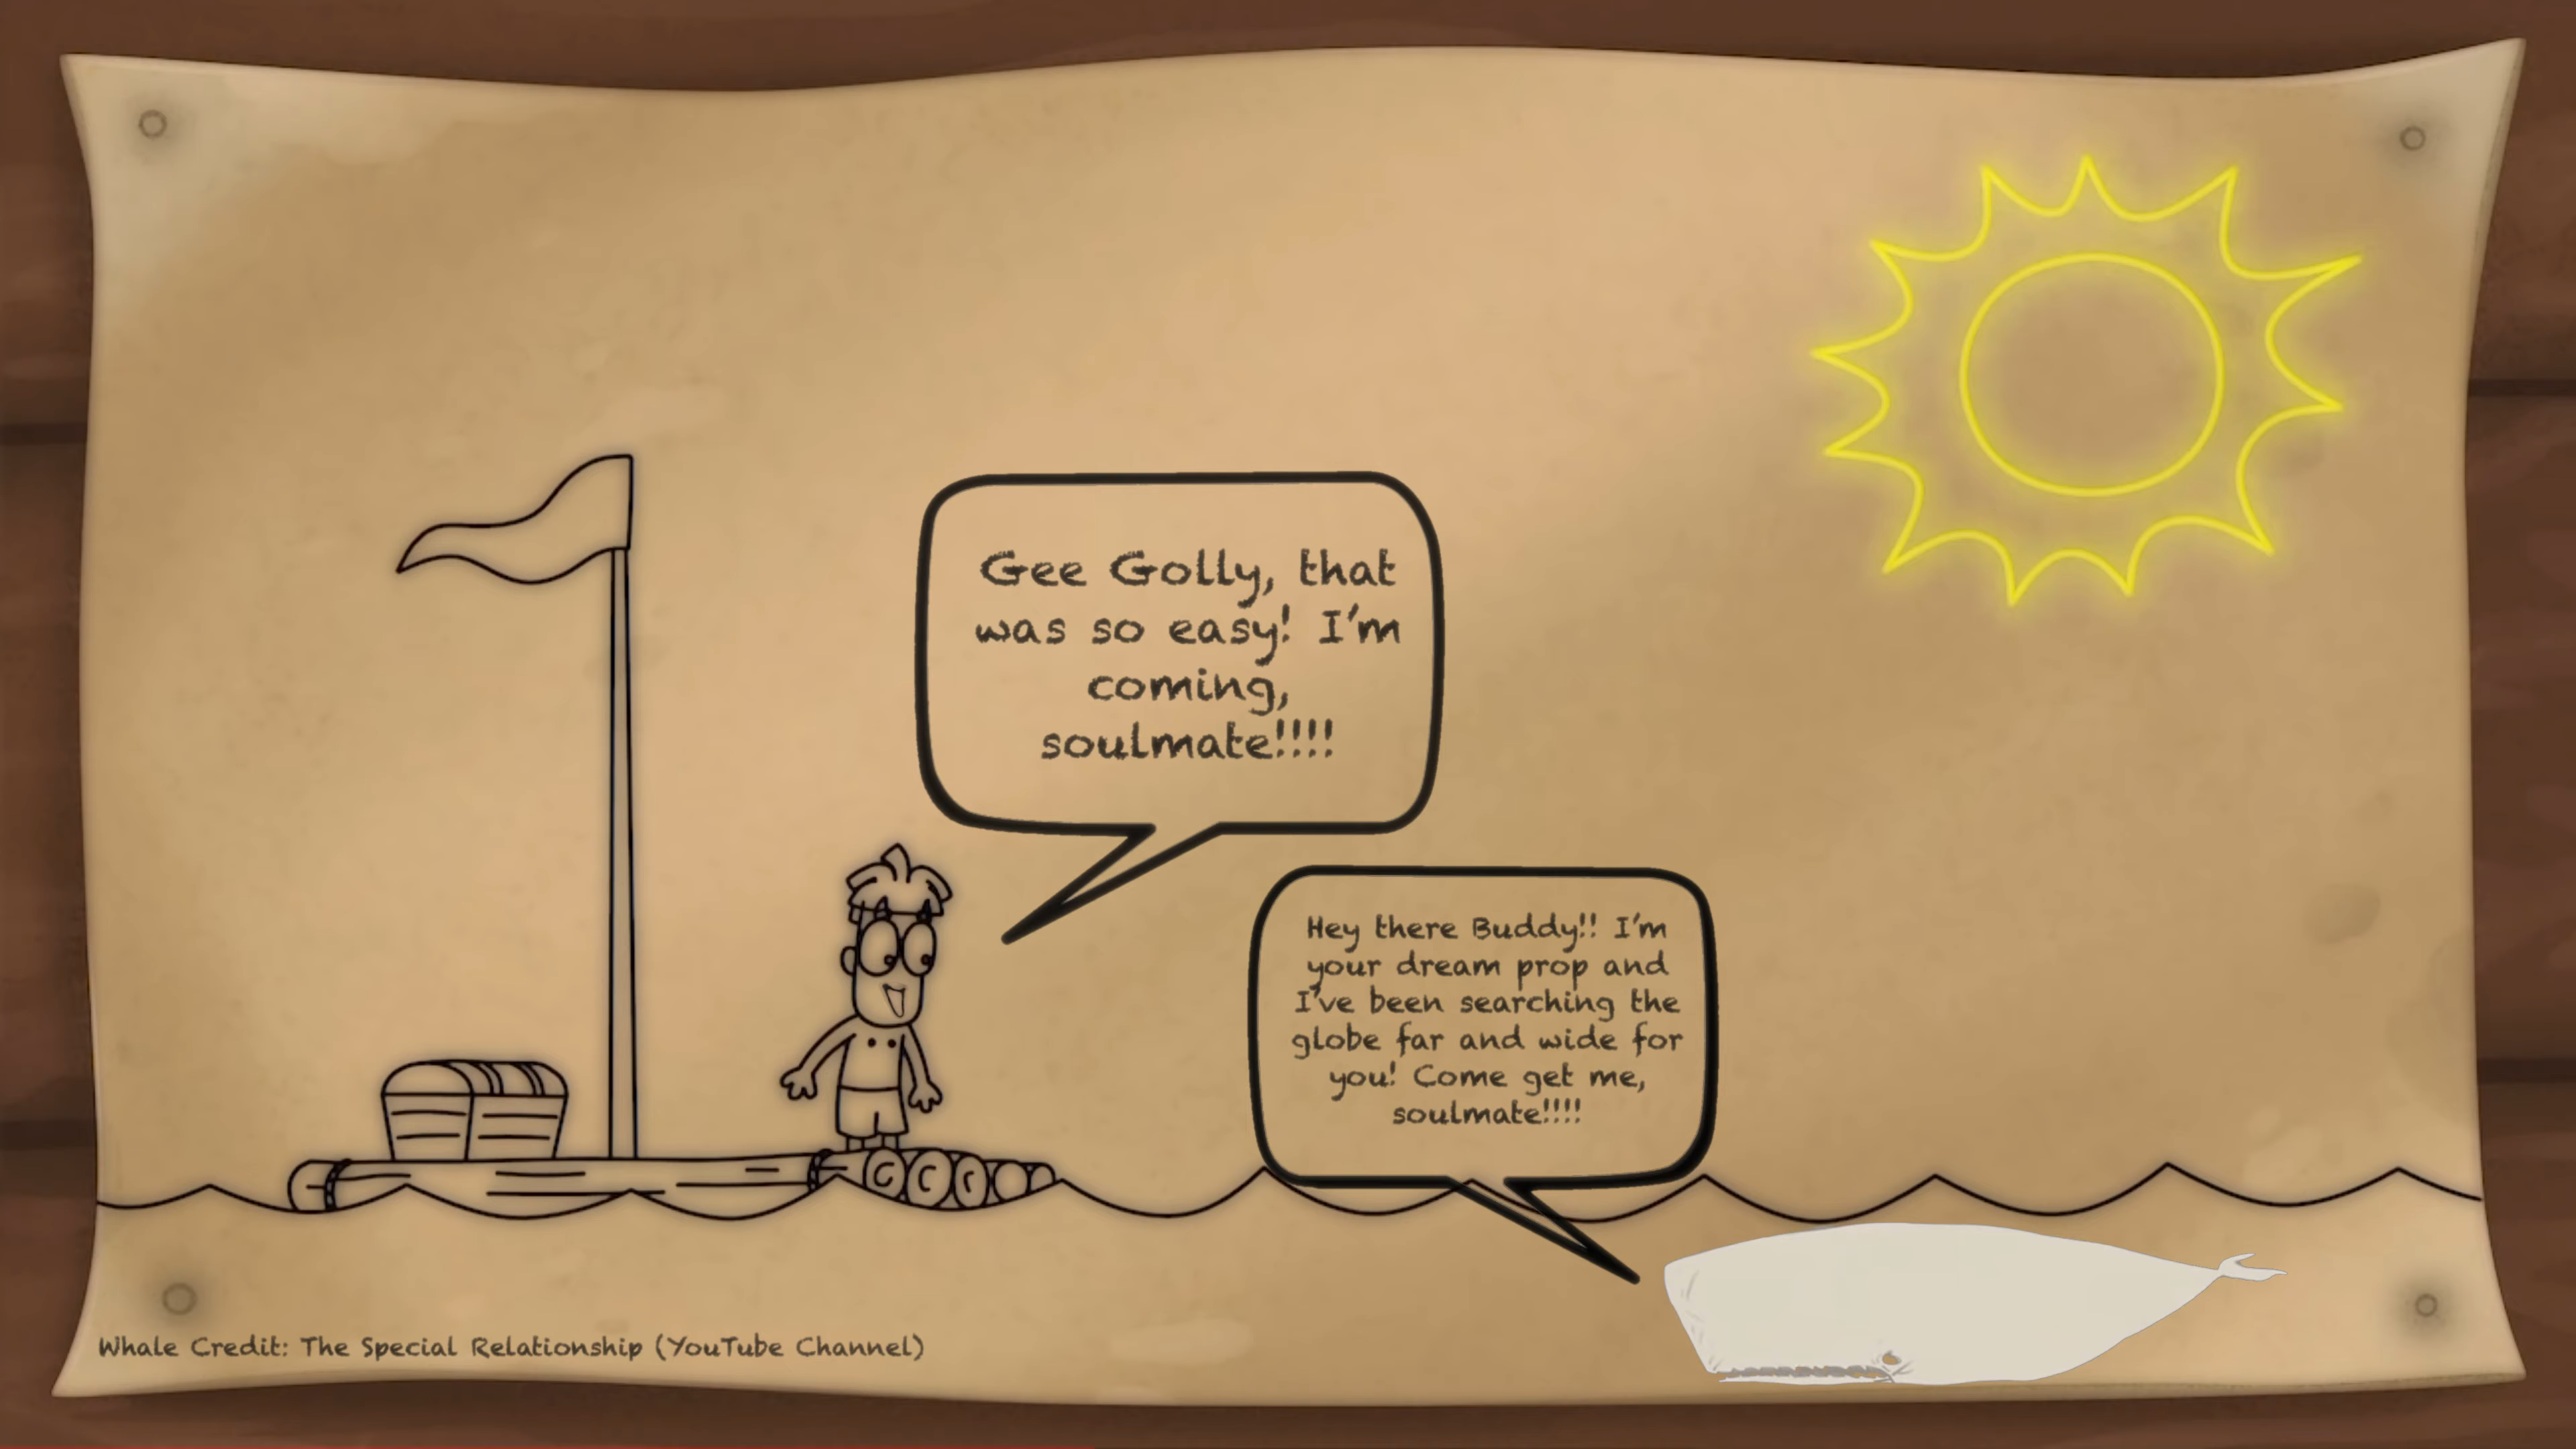 Gee Golly, that
was so easy! I'm
coming,
soulmate!!!!
Hey there Buddy!! I'm
your dream prop and
I've been searching the
globe far and wide for
you! Come get me,
soulmate!!!!
Whale Credit: The Special Relationship (YouTube Channel)